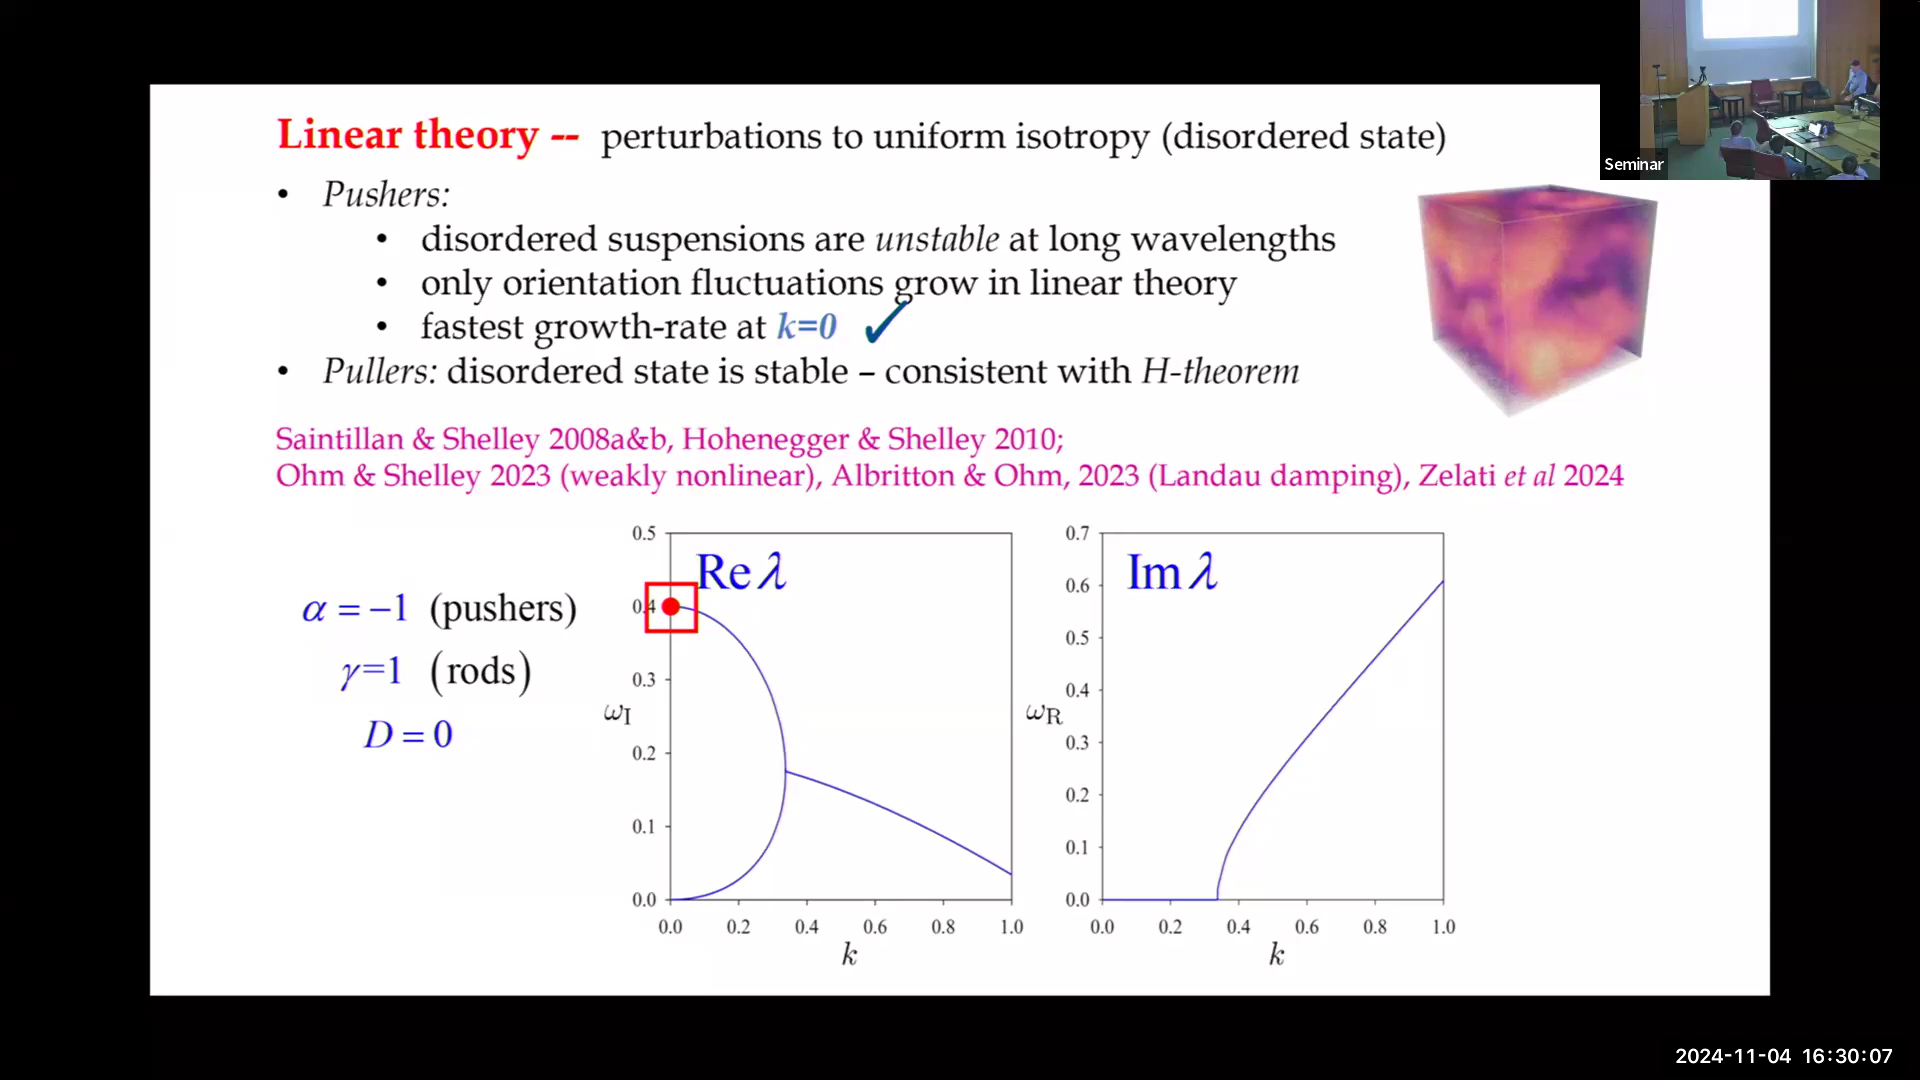 Linear theory -- perturbations to uniform isotropy (disordered state)
Seminar
• Pushers:
• disordered suspensions are unstable at long wavelengths
• only orientation fluctuations grow in linear theory
• fastest growth-rate at k=0 ✓
• Pullers: disordered state is stable – consistent with H-theorem
Saintillan & Shelley 2008a&b, Hohenegger & Shelley 2010;
Ohm & Shelley 2023 (weakly nonlinear), Albritton & Ohm, 2023 (Landau damping), Zelati et al 2024
α = −1 (pushers)
γ=1 (rods)
D = 0
Re λ
0.5
0.4
0.3
0.2
0.1
0.0
ωI
0.0 0.2 0.4 0.6 0.8 1.0
k
Im λ
0.7
0.6
0.5
0.4
0.3
0.2
0.1
0.0
ωR
0.0 0.2 0.4 0.6 0.8 1.0
k
2024-11-04 16:30:07